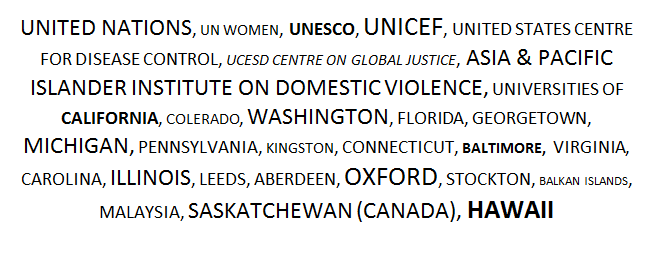 UNITED NATIONS, UN WOMEN, UNESCO, UNICEF, UNITED STATES CENTRE
FOR DISEASE CONTROL, UCESD CENTRE ON GLOBAL JUSTICE, ASIA & PACIFIC
ISLANDER INSTITUTE ON DOMESTIC VIOLENCE, UNIVERSITIES OF
CALIFORNIA, COLERADO, WASHINGTON, FLORIDA, GEORGETOWN,
MICHIGAN, PENNSYLVANIA, KINGSTON, CONNECTICUT, BALTIMORE, VIRGINIA,
CAROLINA, ILLINOIS, LEEDS, ABERDEEN, OXFORD, STOCKTON, BALKAN ISLANDS,
MALAYSIA, SASKATCHEWAN (CANADA), HAWAII